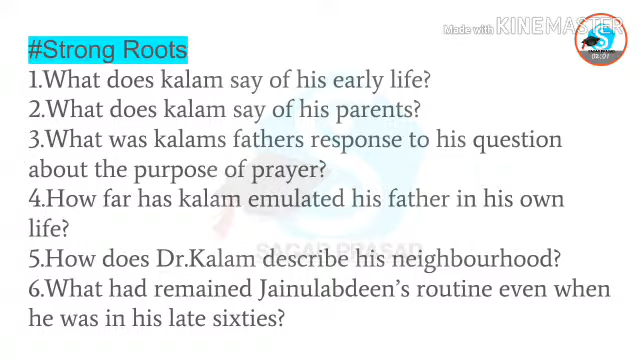 Made with KINEMASTER
#Strong Roots
1.What does kalam say of his early life?
2.What does kalam say of his parents?
3.What was kalams fathers response to his question
about the purpose of prayer?
4.How far has kalam emulated his father in his own
life?
SAGAR PRASAD
5.How does Dr.Kalam describe his neighbourhood?
6.What had remained Jainulabdeen's routine even when
he was in his late sixties?